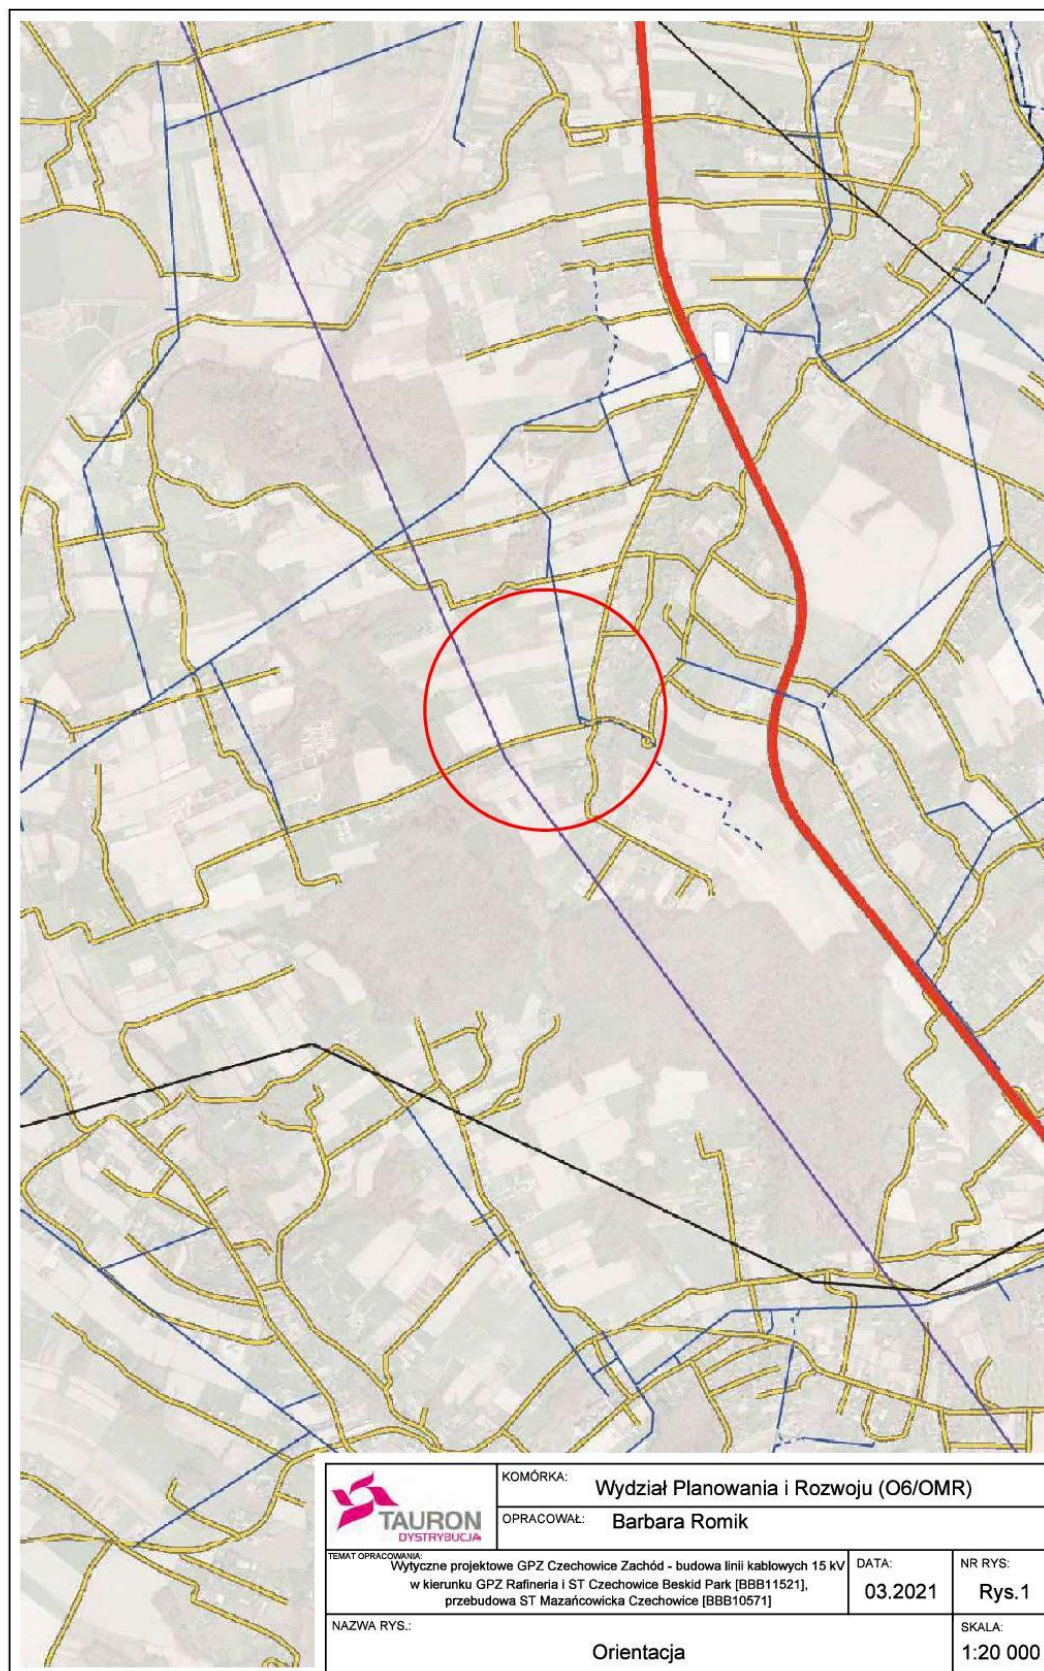 TAURON
DYSTRYBUCJA
KOMÓRKA: Wydział Planowania i Rozwoju (O6/OMR)
OPRACOWAŁ: Barbara Romik
TEMAT OPRACOWANIA:
Wytyczne projektowe GPZ Czechowice Zachód - budowa linii kablowych 15 kV
w kierunku GPZ Rafineria i ST Czechowice Beskid Park [BBB11521],
przebudowa ST Mazańcowicka Czechowice [BBB10571]
DATA:
03.2021
NR RYS:
Rys.1
NAZWA RYS.:
Orientacja
SKALA:
1:20 000